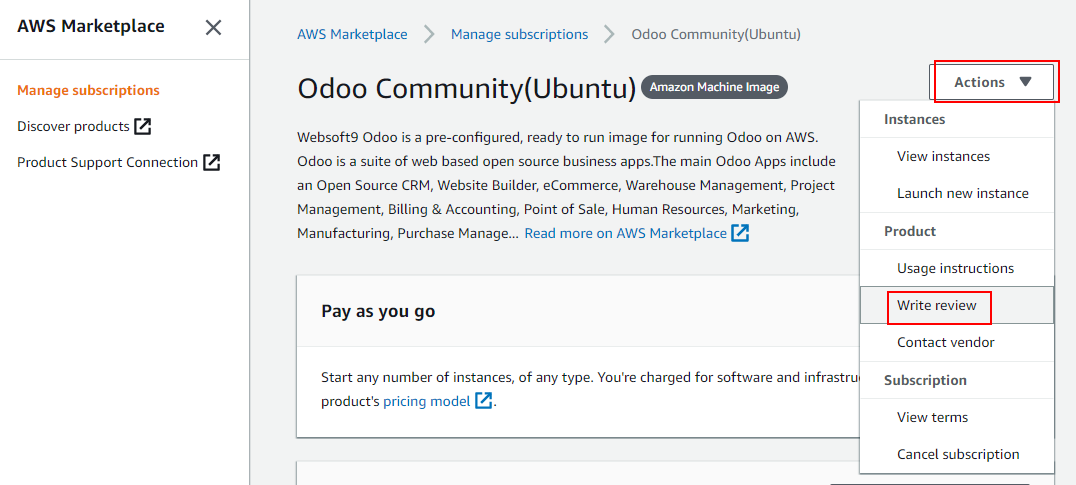 AWS Marketplace
Manage subscriptions
Discover products
Product Support Connection
AWS Marketplace > Manage subscriptions > Odoo Community(Ubuntu)
Odoo Community(Ubuntu) Amazon Machine Image
Websoft9 Odoo is a pre-configured, ready to run image for running Odoo on AWS.
Odoo is a suite of web based open source business apps.The main Odoo Apps include
an Open Source CRM, Website Builder, eCommerce, Warehouse Management, Project
Management, Billing & Accounting, Point of Sale, Human Resources, Marketing,
Manufacturing, Purchase Manage... Read more on AWS Marketplace
Pay as you go
Start any number of instances, of any type. You're charged for software and
product's pricing model.
Actions
Instances
View instances
Launch new instance
Product
Usage instructions
Write review
Contact vendor
Subscription
View terms
Cancel subscription